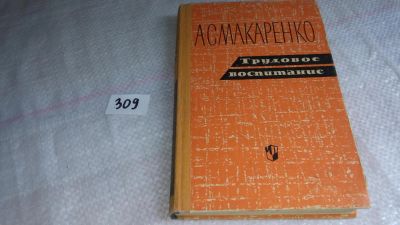 А С МАКАРЕНКО
Трудовое
воспитание
309